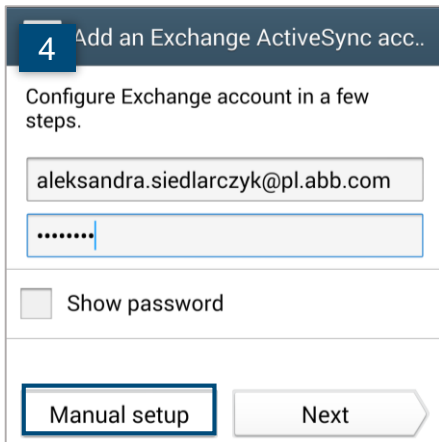 4
Add an Exchange ActiveSync acc..
Configure Exchange account in a few
steps.
aleksandra.siedlarczyk@pl.abb.com
••••••••
Show password
Manual setup
Next